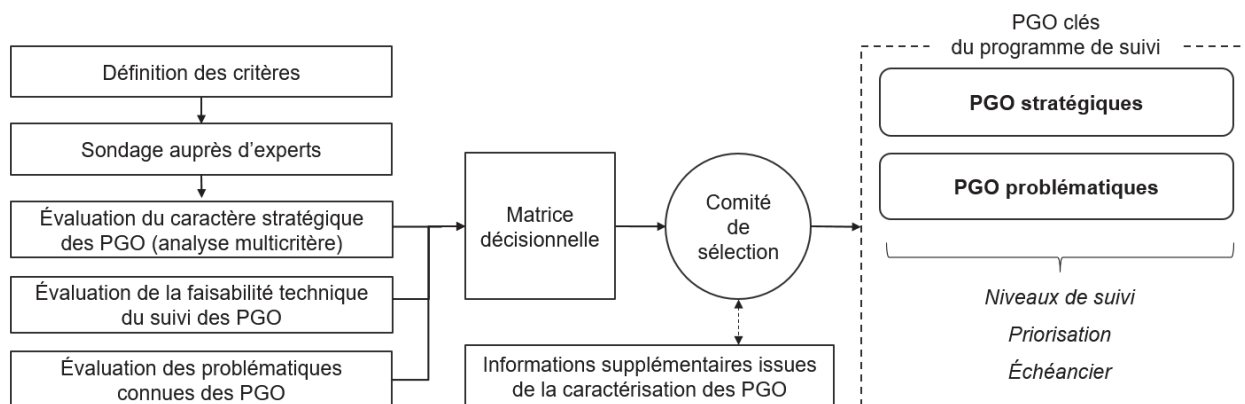 Définition des critères
Sondage auprès d’experts
Évaluation du caractère stratégique
des PGO (analyse multicritère)
Évaluation de la faisabilité technique
du suivi des PGO
Évaluation des problématiques
connues des PGO
Matrice
décisionnelle
Comité
de
sélection
Informations supplémentaires issues
de la caractérisation des PGO
PGO clés
du programme de suivi
PGO stratégiques
PGO problématiques
Niveaux de suivi
Priorisation
Échéancier